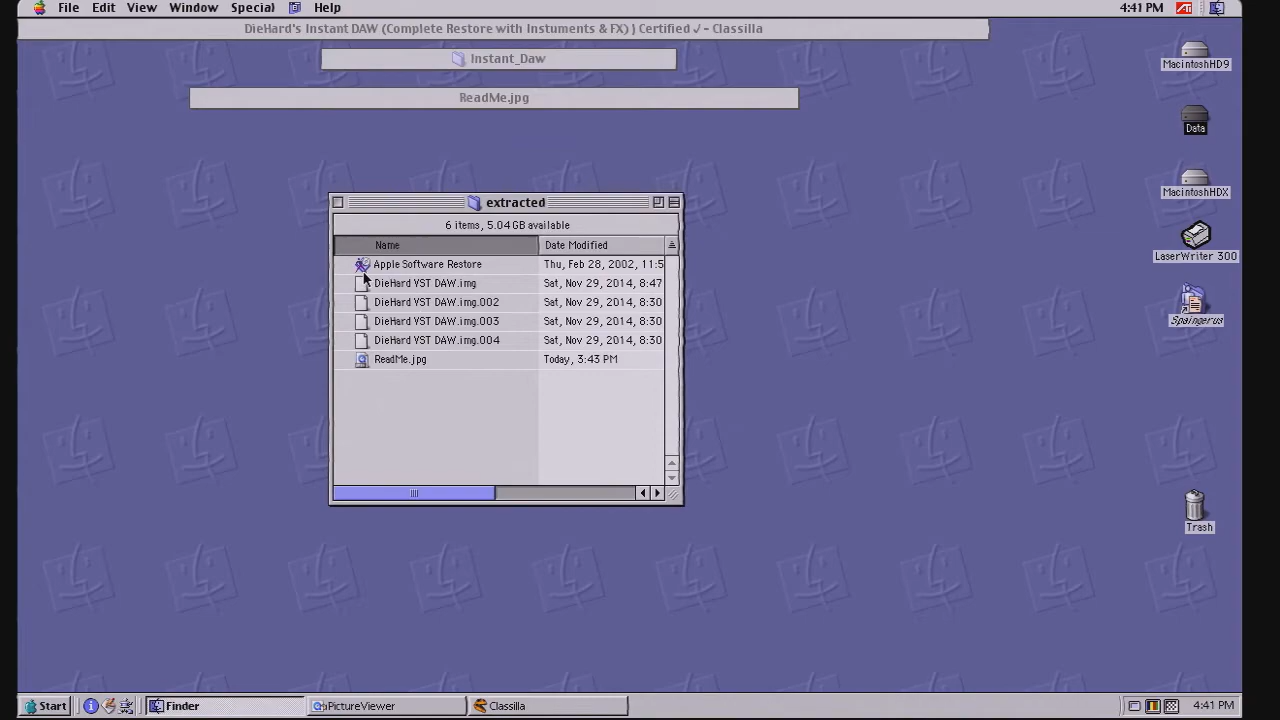 File Edit View Window Special Help 4:41 PM
DieHard's Instant DAW (Complete Restore with Instuments & FX) } Certified ✓ - Classilla
Instant_Daw
ReadMe.jpg
MacintoshHD9
Data
MacintoshHDX
LaserWriter 300
Spaingerus
Trash
extracted
6 items, 5.04 GB available
Name Date Modified
Apple Software Restore Thu, Feb 28, 2002, 11:5
DieHard VST DAW.img Sat, Nov 29, 2014, 8:47
DieHard VST DAW.img.002 Sat, Nov 29, 2014, 8:30
DieHard VST DAW.img.003 Sat, Nov 29, 2014, 8:30
DieHard VST DAW.img.004 Sat, Nov 29, 2014, 8:30
ReadMe.jpg Today, 3:43 PM
Start Finder PictureViewer Classilla 4:41 PM